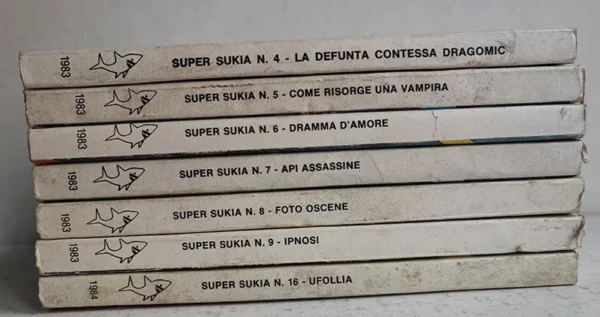 1983 SUPER SUKIA N. 4 - LA DEFUNTA CONTESSA DRAGOMIC
1983 SUPER SUKIA N. 5 - COME RISORGE UNA VAMPIRA
1983 SUPER SUKIA N. 6 - DRAMMA D'AMORE
1983 SUPER SUKIA N. 7 - API ASSASSINE
1983 SUPER SUKIA N. 8 - FOTO OSCENE
1983 SUPER SUKIA N. 9 - IPNOSI
1984 SUPER SUKIA N. 16 - UFOLLIA